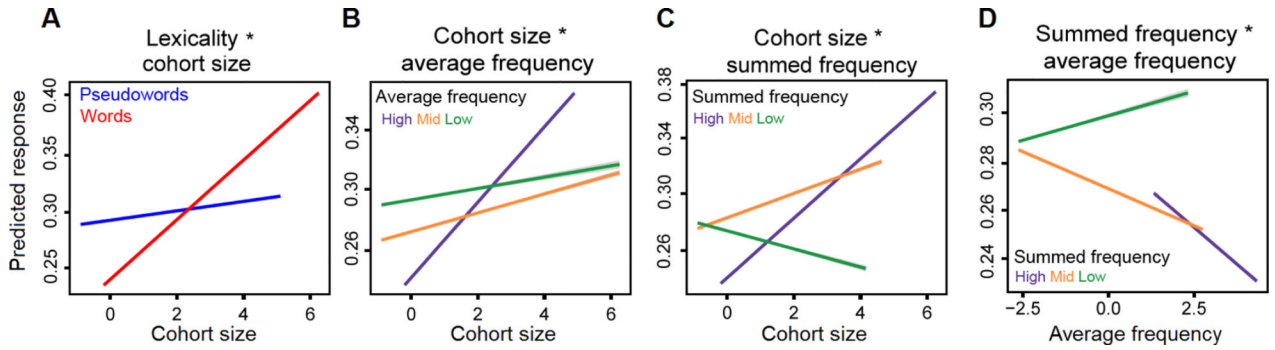 A
Lexicality *
cohort size
Pseudowords
Words
Predicted response
0.40
0.35
0.30
0.25
0 2 4 6
Cohort size
B
Cohort size *
average frequency
Average frequency
High Mid Low
0.34
0.30
0.26
0 2 4 6
Cohort size
C
Cohort size *
summed frequency
Summed frequency
High Mid Low
0.38
0.34
0.30
0.26
0 2 4 6
Cohort size
D
Summed frequency *
average frequency
0.30
0.28
0.26
0.24
Summed frequency
High Mid Low
−2.5 0.0 2.5
Average frequency